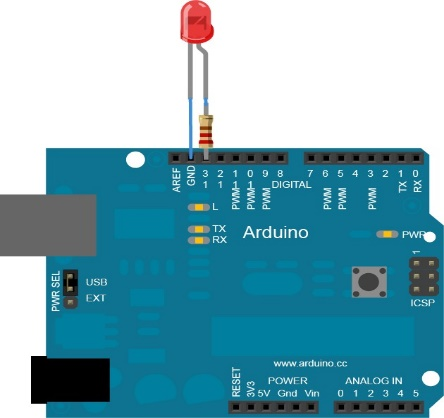 AREF
GND
13
12
11 PWM
10 PWM
9 PWM
8
DIGITAL
7
6 PWM
5 PWM
4
3 PWM
2
1 TX
0 RX
L
TX
RX
Arduino
PWR
1
ICSP
PWR SEL
USB
EXT
www.arduino.cc
POWER
RESET
3V3
5V
Gnd
Vin
ANALOG IN
0 1 2 3 4 5